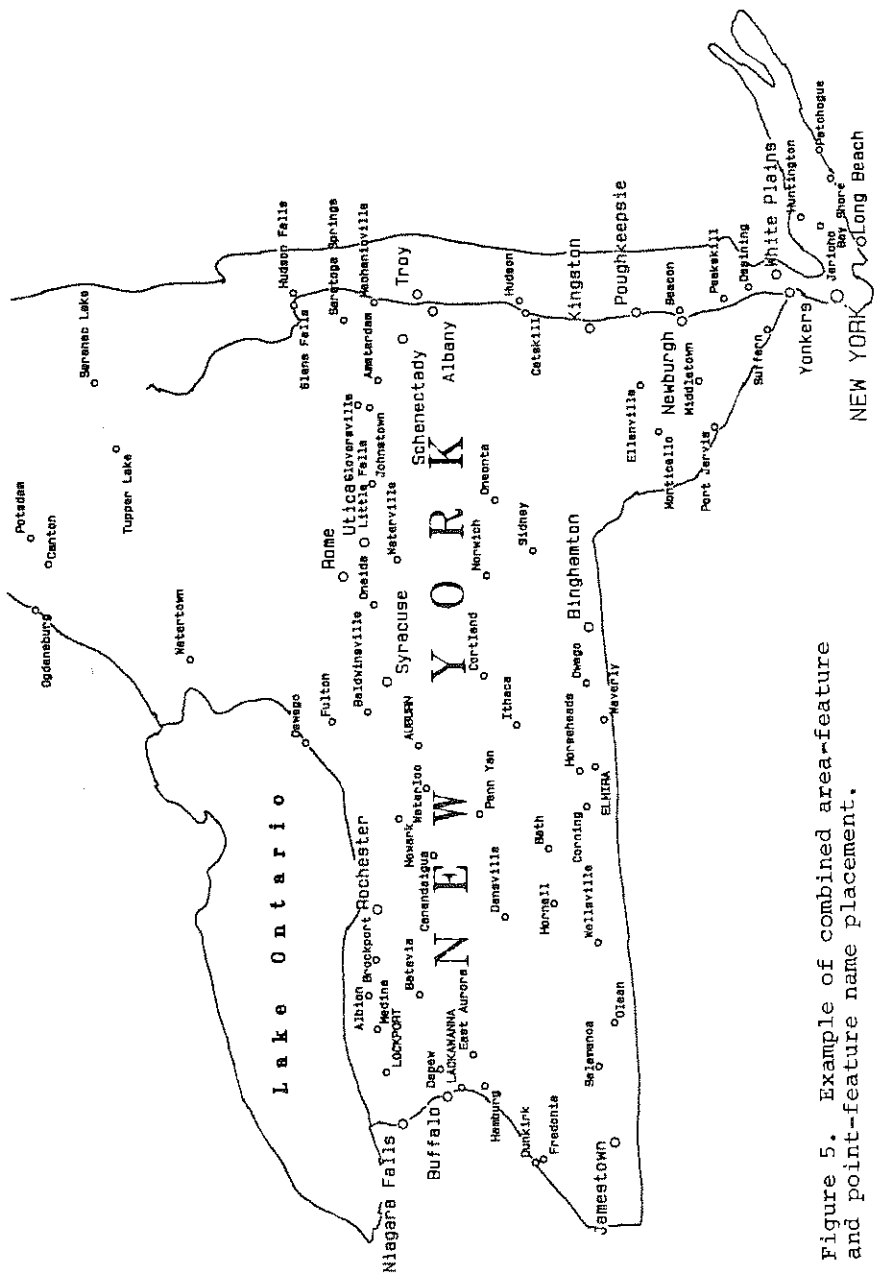 Potsdam
Canton
Ogdensburg
Saranac Lake
Tupper Lake
Watertown
Lake Ontario
Oswego
Fulton
Hudson Falls
Glens Falls
Saratoga Springs
Mechanicville
Rome
Utica
Gloversville
Amsterdam
Oneida
Little Falls
Johnstown
Baldwinsville
Rochester
Albion
Brockport
Medina
LOCKPORT
Niagara Falls
Syracuse
Waterville
Schenectady
Troy
Albany
Newark
Waterloo
AUBURN
Batavia
Canandaigua
Buffalo
Depew
LACKAWANNA
East Aurora
Hamburg
NEW YORK
Penn Yan
Cortland
Norwich
Oneonta
Dansville
Ithaca
Sidney
Catskill
Hudson
Dunkirk
Fredonia
Hornell
Bath
Kingston
Wellsville
Corning
Horseheads
Owego
Binghamton
Jamestown
Salamanca
Olean
ELMIRA
Waverly
Poughkeepsie
Ellenville
Monticello
Newburgh
Beacon
Middletown
Port Jervis
Peekskill
Ossining
Suffern
White Plains
Yonkers
Huntington
Patchogue
Jericho
Bay Shore
NEW YORK
Long Beach
Figure 5. Example of combined area-feature
and point-feature name placement.